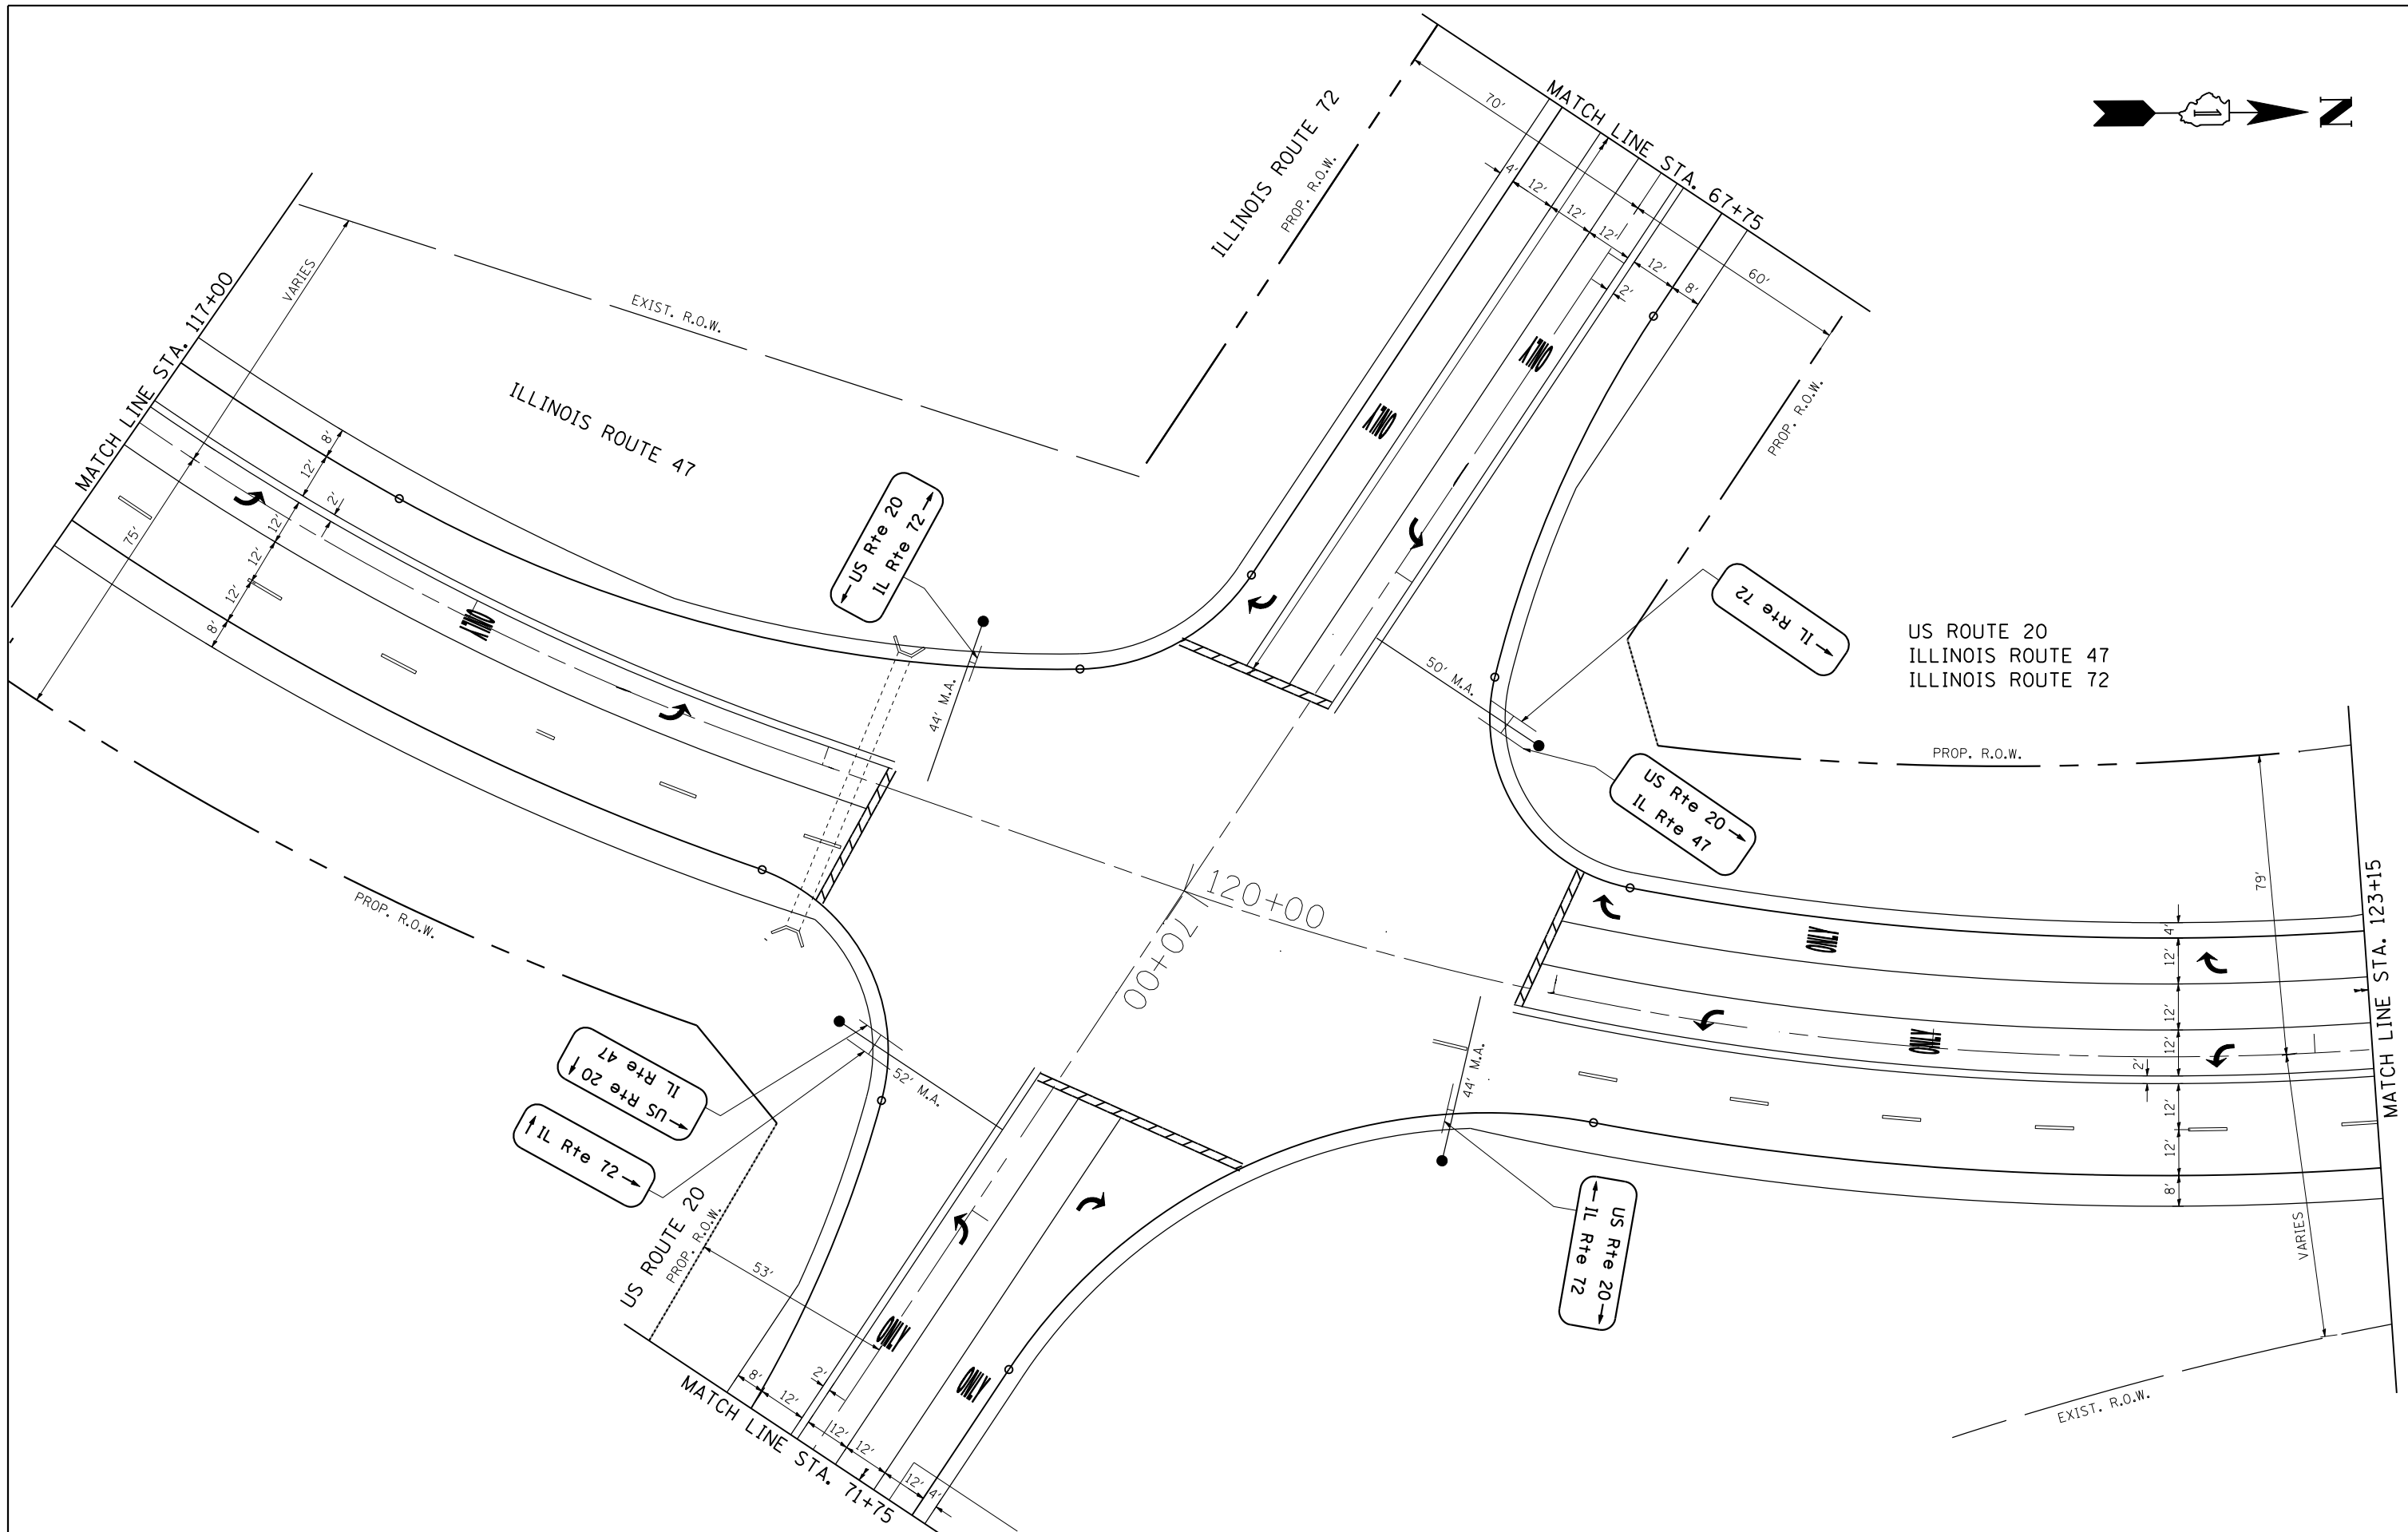 MATCH LINE STA. 117+00
VARIES
75'
EXIST. R.O.W.
ILLINOIS ROUTE 47
8'
12'
2'
12'
12'
12'
8'
ONLY
PROP. R.O.W.
ILLINOIS ROUTE 72
PROP. R.O.W.
MATCH LINE STA. 67+75
70'
4'
12'
12'
12'
12'
2'
8'
60'
ONLY
ONLY
PROP. R.O.W.
N
1
← US Rte 20
IL Rte 72 →
44' M.A.
50' M.A.
← IL Rte 72
US Rte 20 →
IL Rte 47
US ROUTE 20
ILLINOIS ROUTE 47
ILLINOIS ROUTE 72
PROP. R.O.W.
79'
MATCH LINE STA. 123+15
120+00
70+00
ONLY
ONLY
4'
12'
12'
12'
2'
12'
12'
8'
VARIES
EXIST. R.O.W.
44' M.A.
← US Rte 20 →
← IL Rte 72
52' M.A.
← US Rte 20 ↑
IL Rte 47
↑ IL Rte 72 →
US ROUTE 20
PROP. R.O.W.
53'
ONLY
ONLY
8'
12'
2'
12'
12'
12'
4'
MATCH LINE STA. 71+75